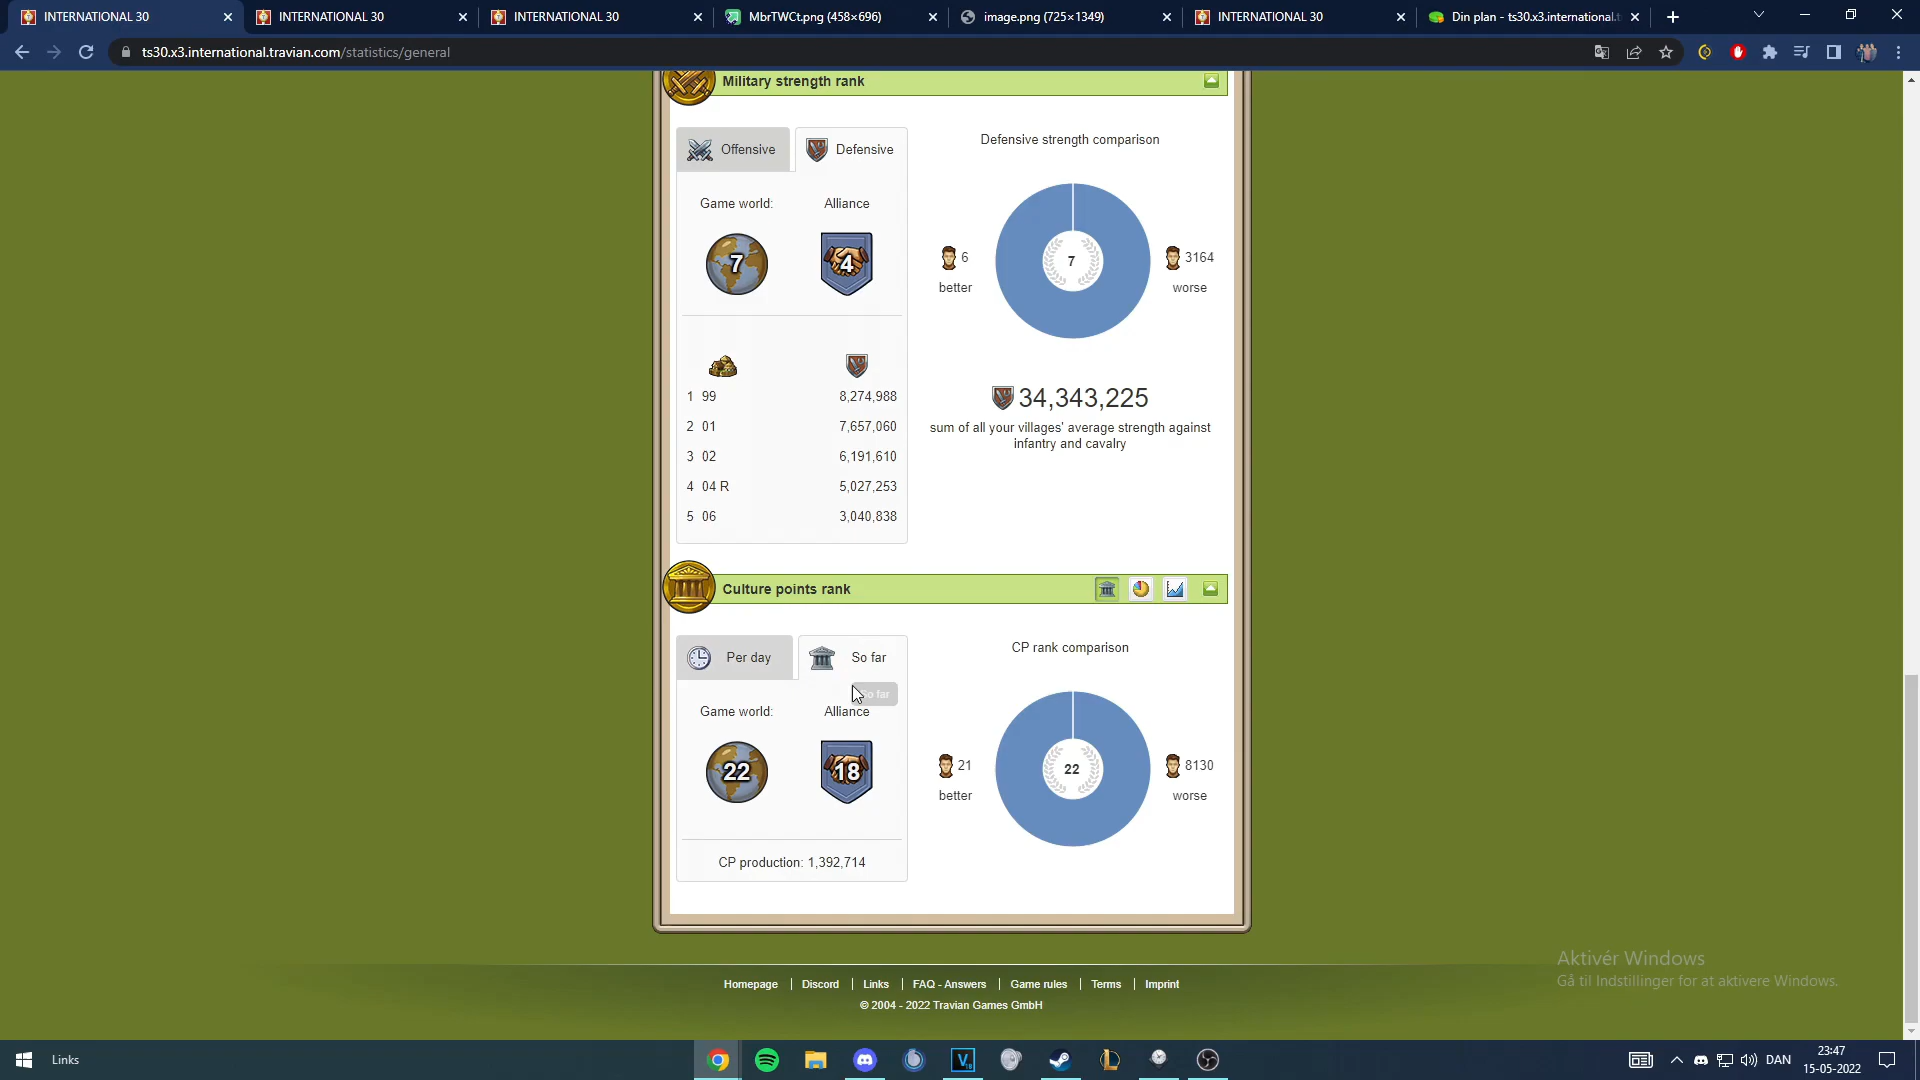 INTERNATIONAL 30
INTERNATIONAL 30
INTERNATIONAL 30
MbrTWCt.png (458×696)
image.png (725×1349)
INTERNATIONAL 30
Din plan - ts30.x3.international.t
ts30.x3.international.travian.com/statistics/general
Military strength rank
Offensive
Defensive
Defensive strength comparison
Game world:
Alliance
7
4
6
better
7
3164
worse
1 99 8,274,988
2 01 7,657,060
3 02 6,191,610
4 04 R 5,027,253
5 06 3,040,838
34,343,225
sum of all your villages' average strength against
infantry and cavalry
Culture points rank
Per day
So far
CP rank comparison
So far
Game world:
Alliance
22
18
21
better
22
8130
worse
CP production: 1,392,714
Aktivér Windows
Gå til Indstillinger for at aktivere Windows.
Homepage | Discord | Links | FAQ - Answers | Game rules | Terms | Imprint
© 2004 - 2022 Travian Games GmbH
Links
DAN
23:47
15-05-2022